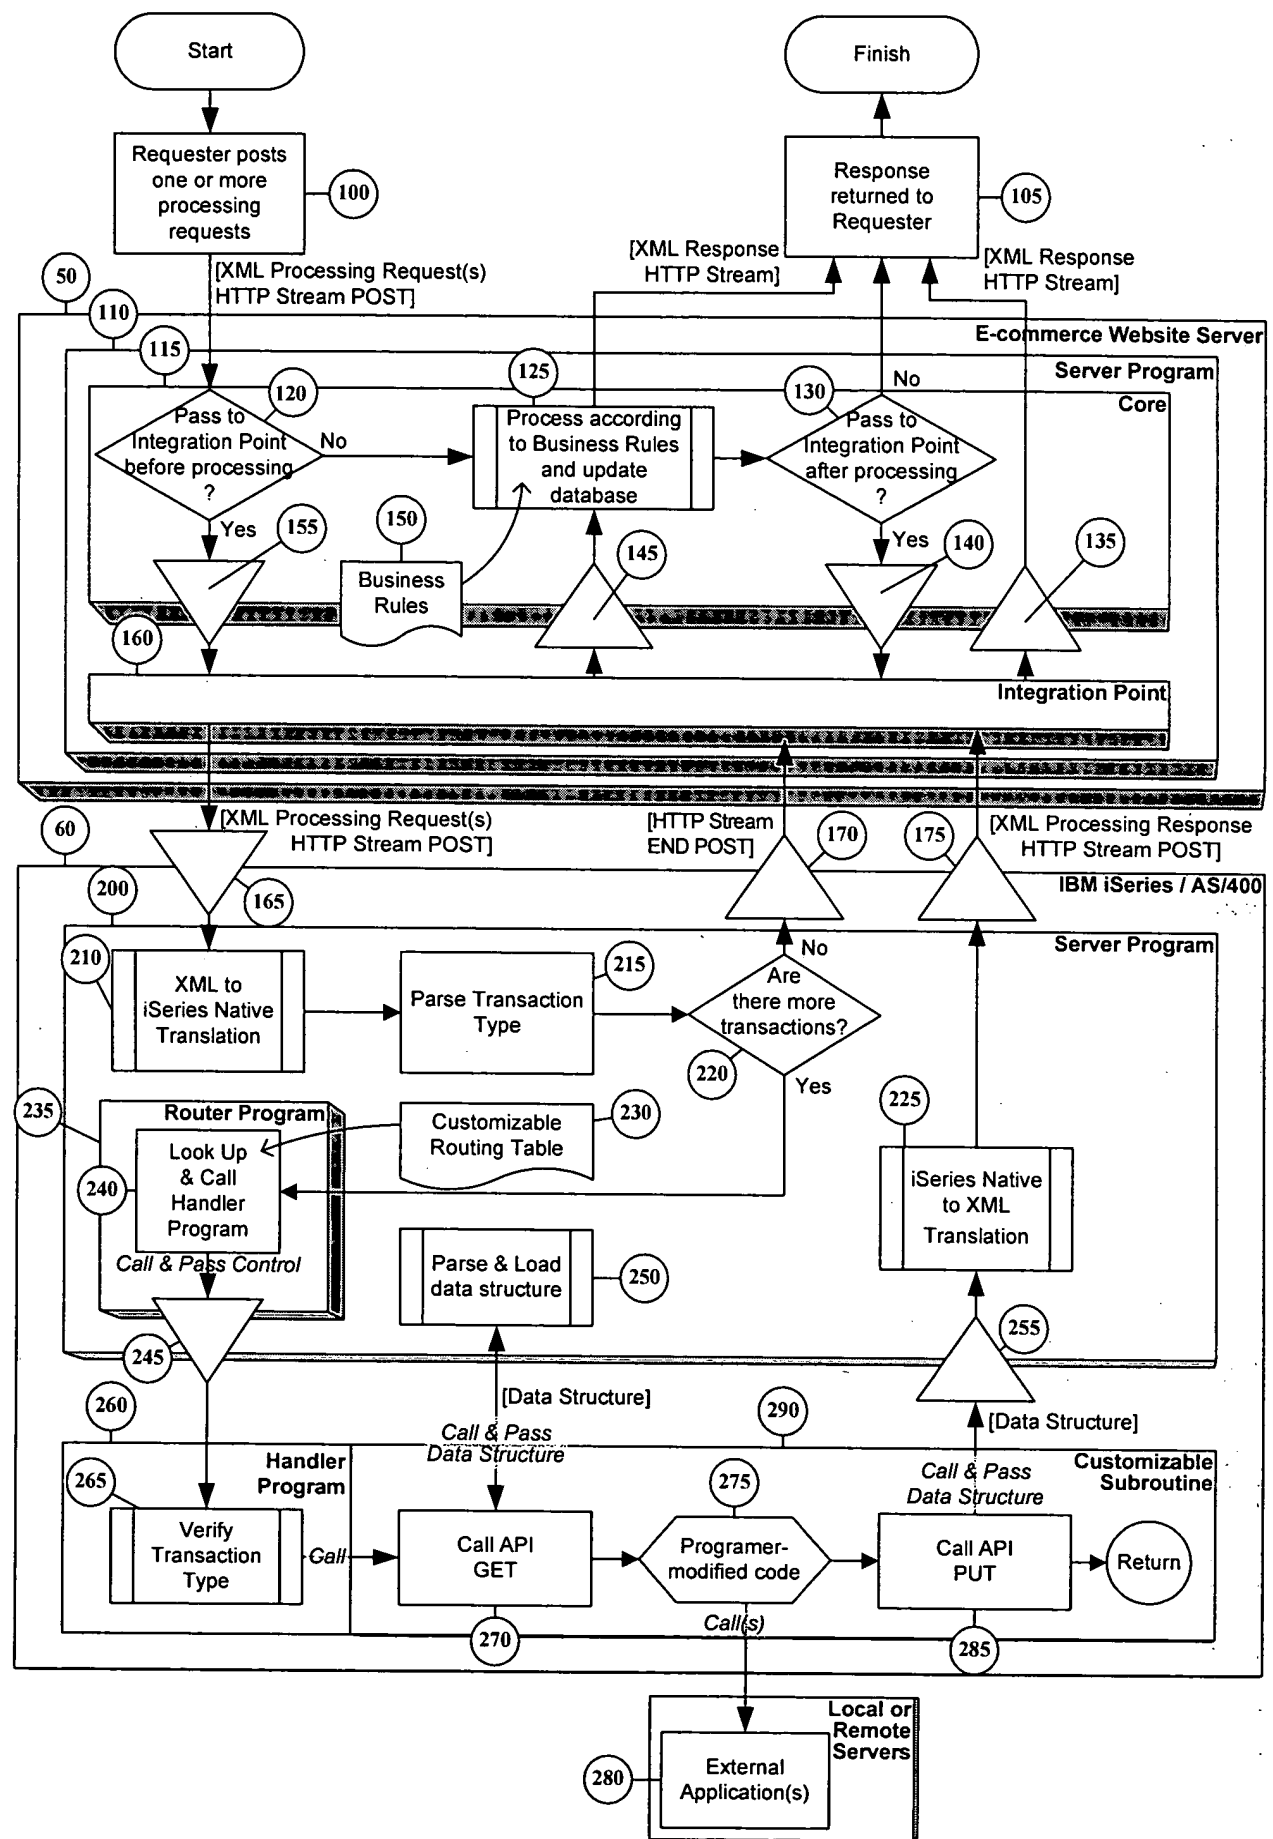 Start
Finish
Requester posts
one or more
processing
requests
100
Response
returned to
Requester
105
[XML Processing Request(s)
HTTP Stream POST]
[XML Response
HTTP Stream]
[XML Response
HTTP Stream]
50
E-commerce Website Server
110
Server Program
115
Core
120
Pass to
Integration Point
before processing
?
No
Yes
125
Process according
to Business Rules
and update
database
130
No
Pass to
Integration Point
after processing
?
Yes
155
150
Business
Rules
145
140
135
160
Integration Point
60
[XML Processing Request(s)
HTTP Stream POST]
165
[HTTP Stream
END POST]
170
175
[XML Processing Response
HTTP Stream POST]
IBM iSeries / AS/400
200
Server Program
210
XML to
iSeries Native
Translation
215
Parse Transaction
Type
No
Are
there more
transactions?
220
Yes
225
iSeries Native
to XML
Translation
235
Router Program
240
Look Up
& Call
Handler
Program
Call & Pass Control
230
Customizable
Routing Table
Parse & Load
data structure
250
245
255
[Data Structure]
[Data Structure]
260
Handler
Program
265
Verify
Transaction
Type
Call
Call & Pass
Data Structure
290
Customizable
Subroutine
Call API
GET
270
275
Programer-
modified code
Call(s)
Call & Pass
Data Structure
Call API
PUT
285
Return
Local or
Remote
Servers
280
External
Application(s)